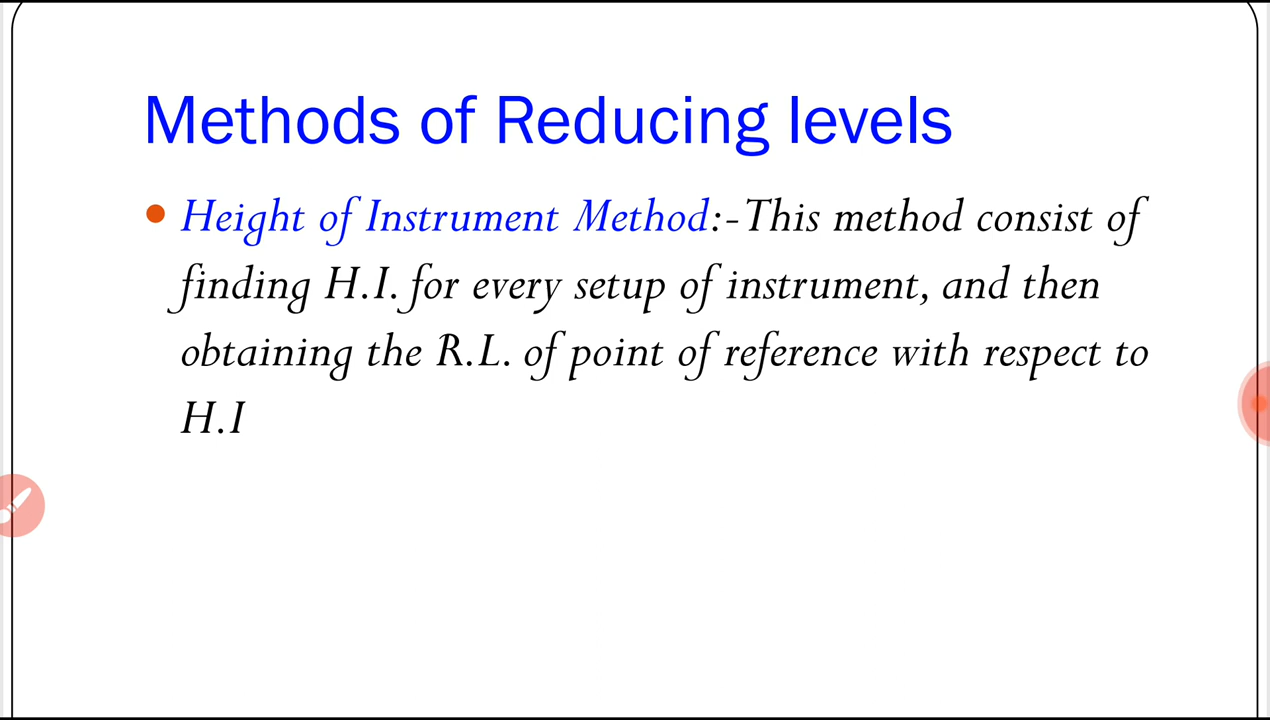 Methods of Reducing levels
• Height of Instrument Method:-This method consist of
finding H.I. for every setup of instrument, and then
obtaining the R.L. of point of reference with respect to
H.I